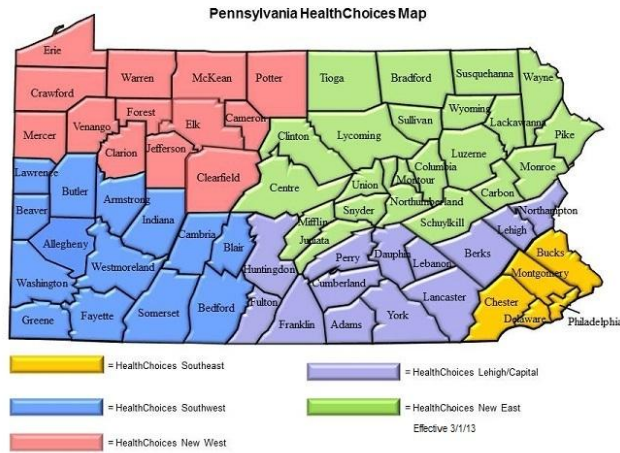 Pennsylvania HealthChoices Map
Erie
Crawford
Warren
McKean
Potter
Tioga
Bradford
Susquehanna
Wayne
Mercer
Venango
Forest
Elk
Cameron
Clinton
Lycoming
Sullivan
Wyoming
Lackawanna
Pike
Lawrence
Butler
Clarion
Jefferson
Clearfield
Centre
Union
Montour
Columbia
Luzerne
Monroe
Carbon
Beaver
Armstrong
Indiana
Snyder
Northumberland
Northampton
Allegheny
Cambria
Blair
Mifflin
Juniata
Schuylkill
Lehigh
Westmoreland
Huntingdon
Perry
Dauphin
Lebanon
Berks
Bucks
Montgomery
Washington
Cumberland
Lancaster
Chester
Greene
Fayette
Somerset
Bedford
Fulton
Franklin
Adams
York
Delaware
Philadelphia
= HealthChoices Southeast
= HealthChoices Lehigh/Capital
= HealthChoices Southwest
= HealthChoices New East
Effective 3/1/13
= HealthChoices New West